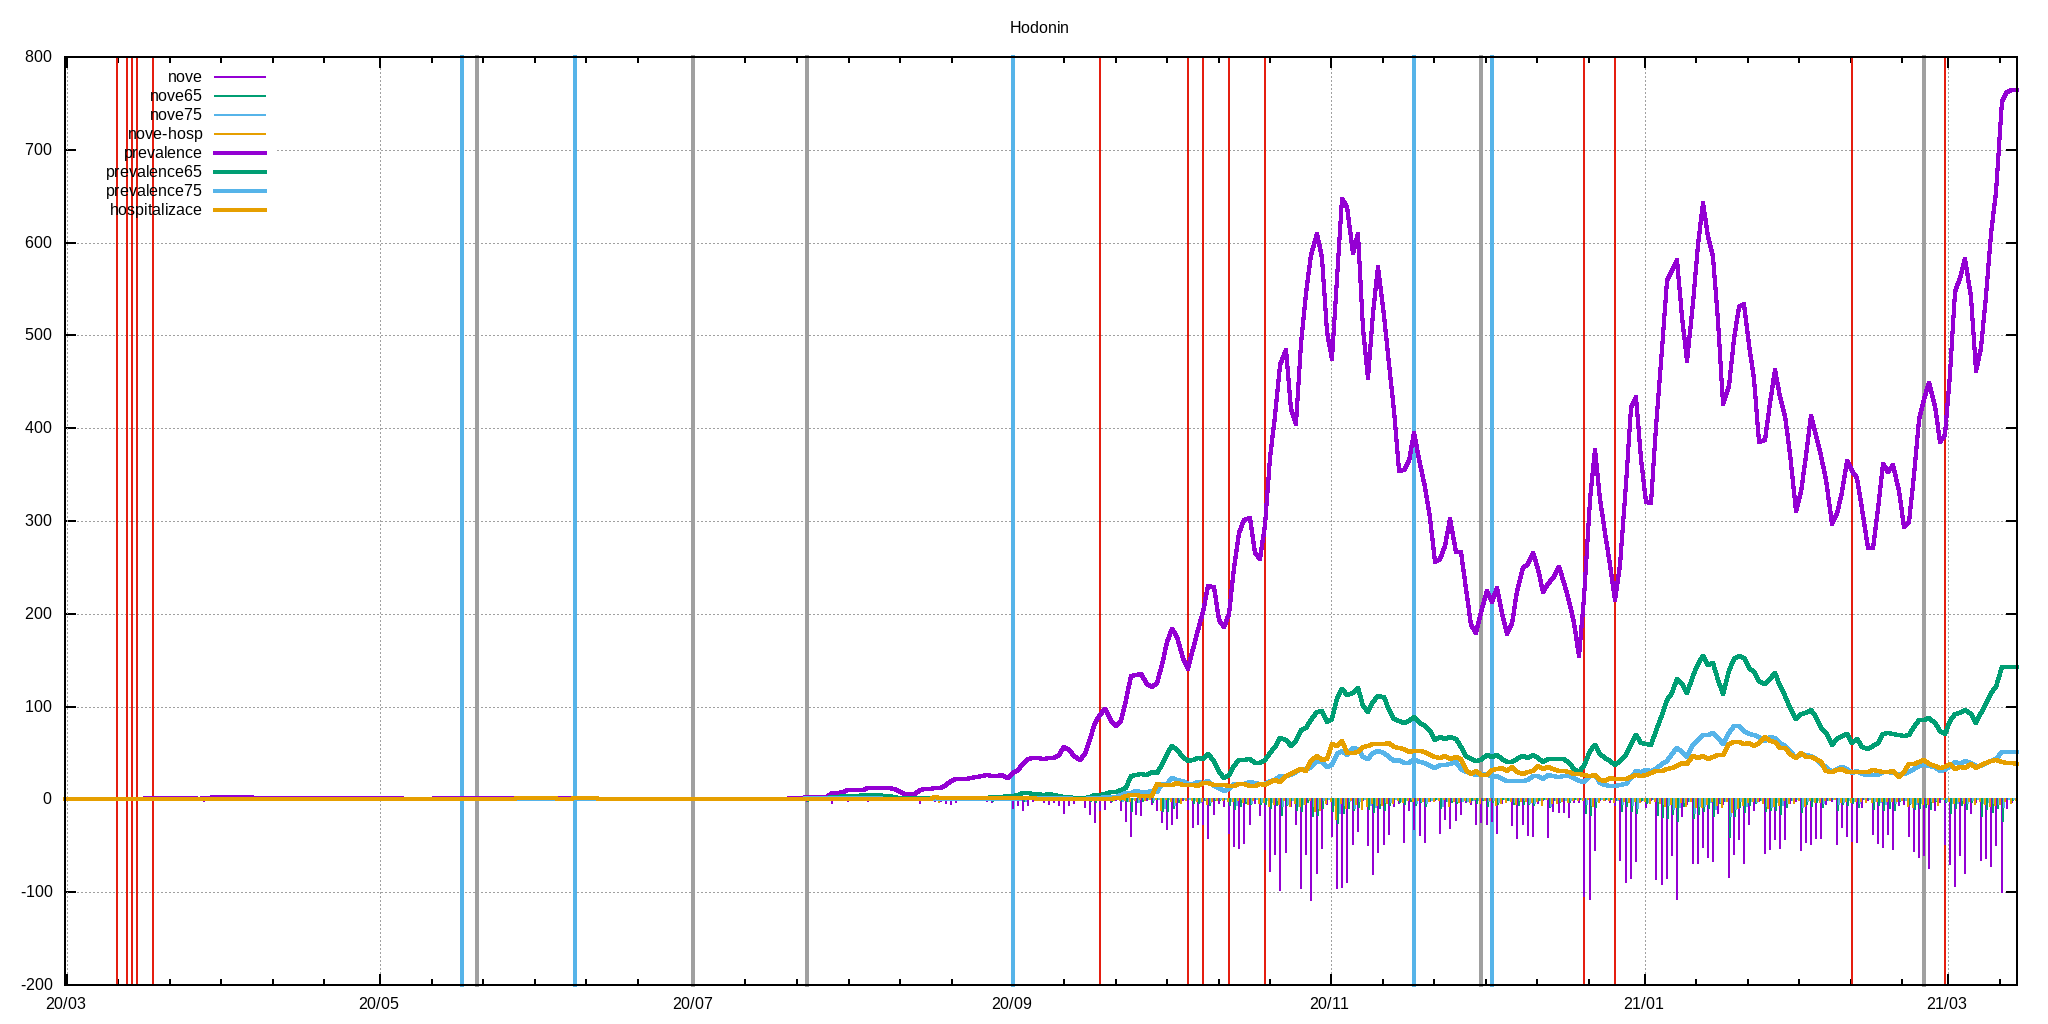 Hodonin
800
700
600
500
400
300
200
100
0
-100
-200
nove
nove65
nove75
nove-hosp
prevalence
prevalence65
prevalence75
hospitalizace
20/03 20/05 20/07 20/09 20/11 21/01 21/03